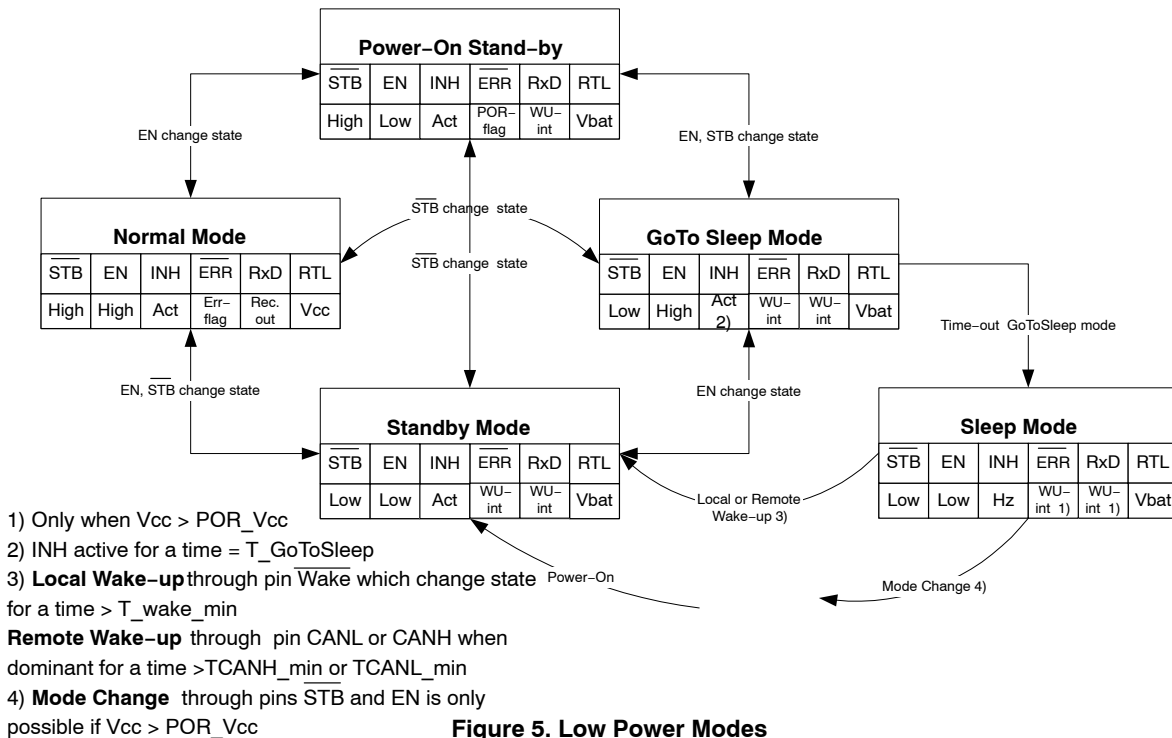 Power−On Stand−by
STB EN INH ERR RxD RTL
High Low Act POR−flag WU−int Vbat
EN change state
EN, STB change state
STB change state
STB change state
Normal Mode
STB EN INH ERR RxD RTL
High High Act Err−flag Rec. out Vcc
GoTo Sleep Mode
STB EN INH ERR RxD RTL
Low High Act 2) WU−int WU−int Vbat
Time−out GoToSleep mode
EN, STB change state
EN change state
Standby Mode
STB EN INH ERR RxD RTL
Low Low Act WU−int WU−int Vbat
Sleep Mode
STB EN INH ERR RxD RTL
Low Low Hz WU−int 1) WU−int 1) Vbat
Local or Remote
Wake−up 3)
Power−On
Mode Change 4)
1) Only when Vcc > POR_Vcc
2) INH active for a time = T_GoToSleep
3) Local Wake−up through pin Wake which change state
for a time > T_wake_min
Remote Wake−up through pin CANL or CANH when
dominant for a time >TCANH_min or TCANL_min
4) Mode Change through pins STB and EN is only
possible if Vcc > POR_Vcc
Figure 5. Low Power Modes